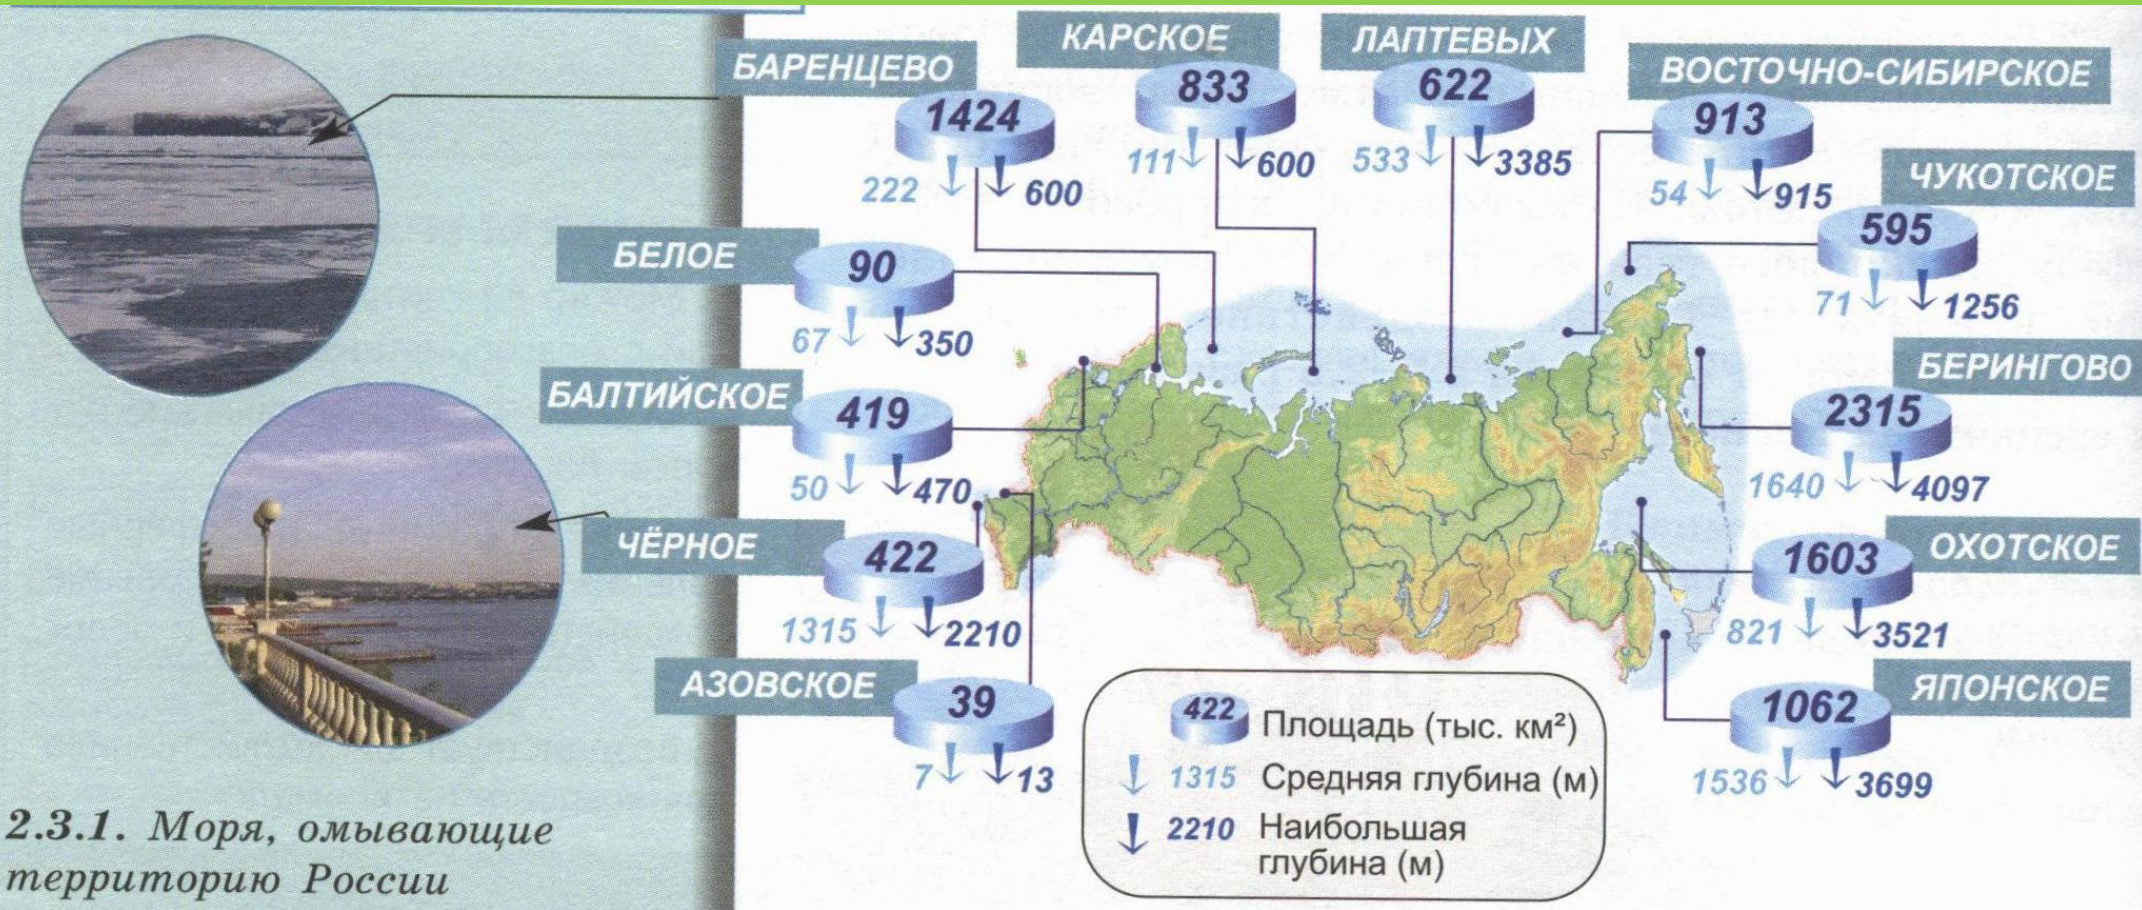 БАРЕНЦЕВО
1424
222
600
КАРСКОЕ
833
111
600
ЛАПТЕВЫХ
622
533
3385
ВОСТОЧНО-СИБИРСКОЕ
913
54
915
ЧУКОТСКОЕ
595
71
1256
БЕЛОЕ
90
67
350
БЕРИНГОВО
2315
1640
4097
БАЛТИЙСКОЕ
419
50
470
ЧЁРНОЕ
422
1315
2210
ОХОТСКОЕ
1603
821
3521
АЗОВСКОЕ
39
7
13
ЯПОНСКОЕ
1062
1536
3699
422 Площадь (тыс. км²)
1315 Средняя глубина (м)
2210 Наибольшая
глубина (м)
2.3.1. Моря, омывающие
территорию России